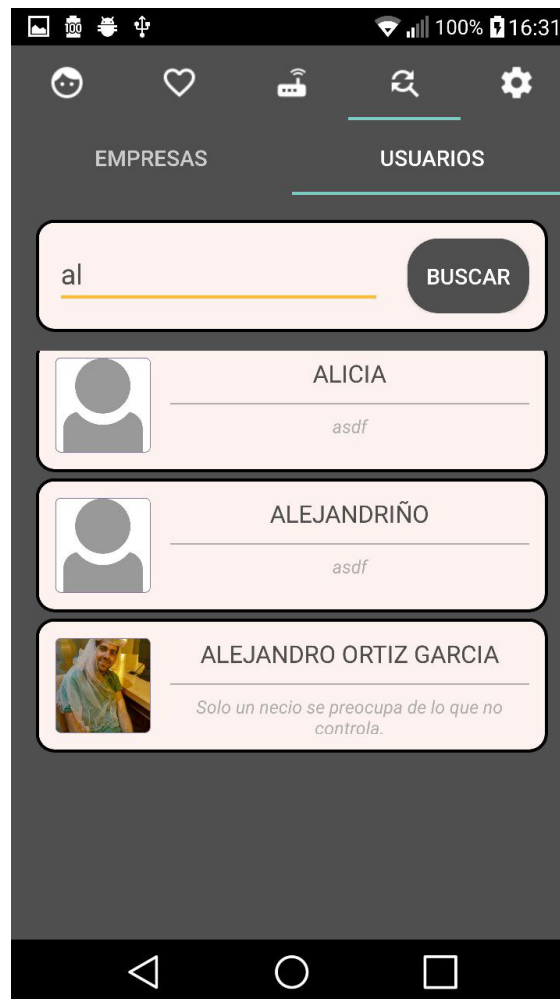 100 100% 16:31
EMPRESAS USUARIOS
al BUSCAR
ALICIA
asdf
ALEJANDRIÑO
asdf
ALEJANDRO ORTIZ GARCIA
Solo un necio se preocupa de lo que no
controla.